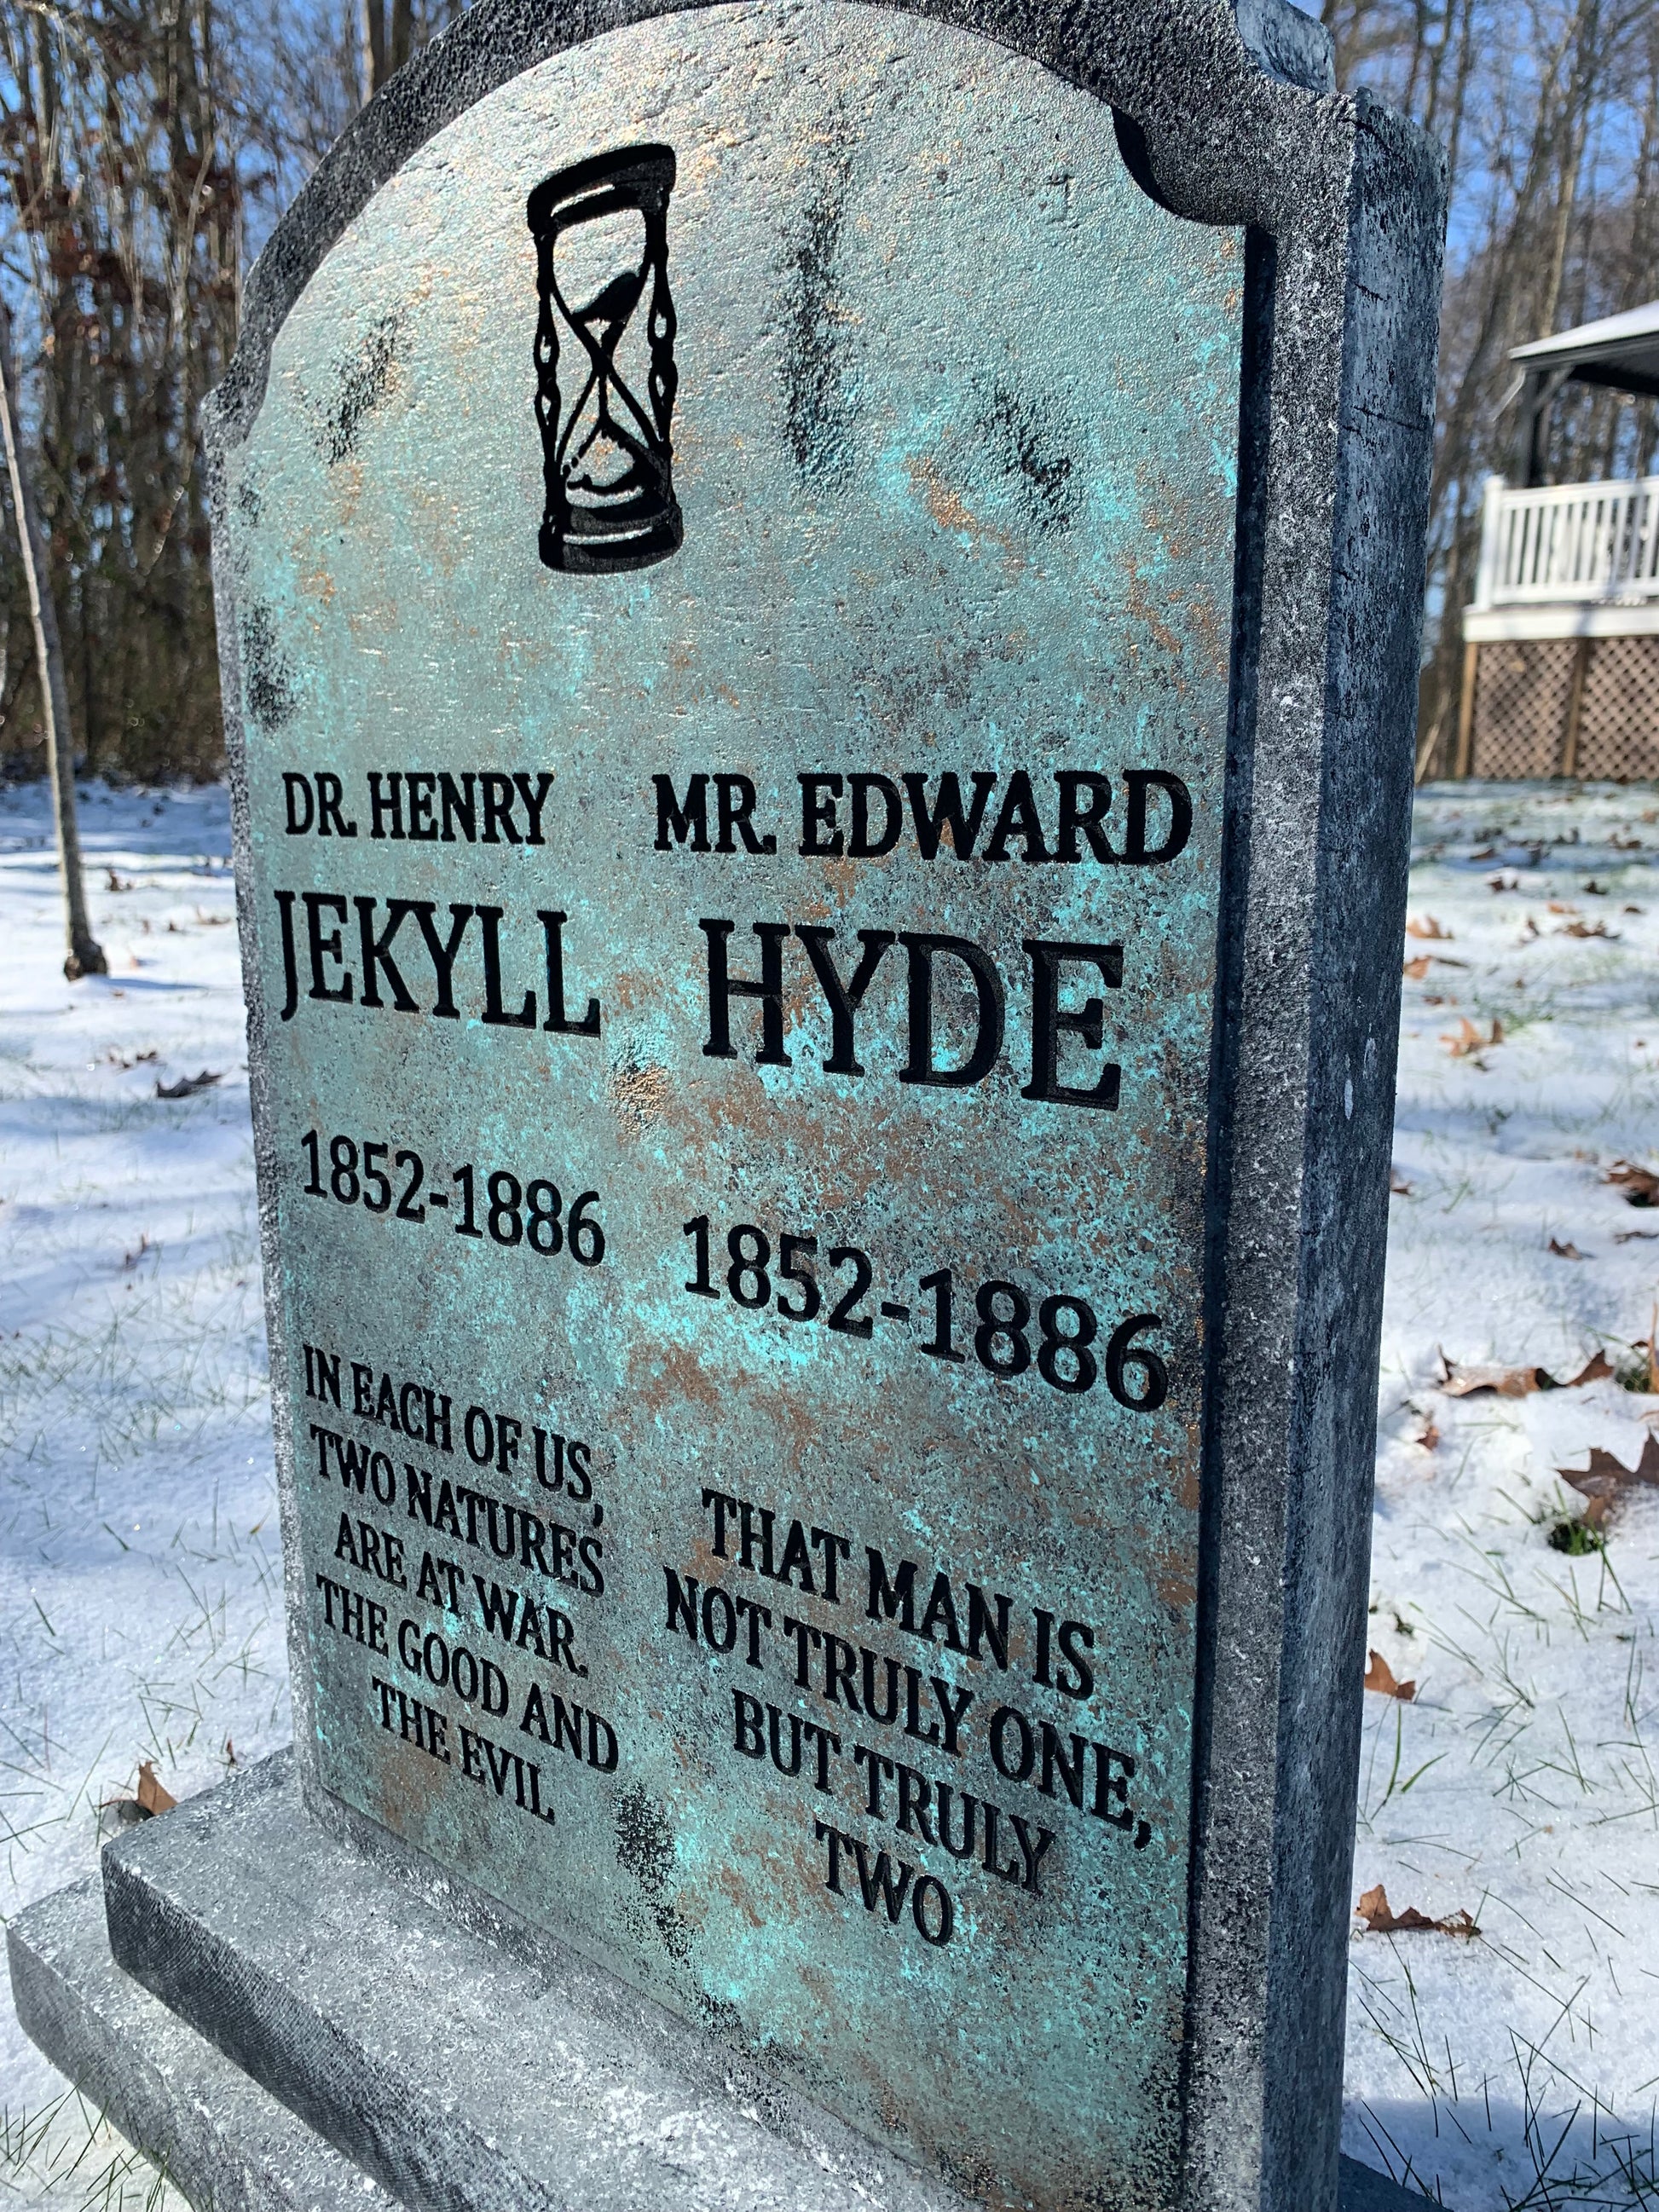 DR. HENRY
JEKYLL
1852-1886
IN EACH OF US,
TWO NATURES
ARE AT WAR.
THE GOOD AND
THE EVIL
MR. EDWARD
HYDE
1852-1886
THAT MAN IS
NOT TRULY ONE,
BUT TRULY
TWO